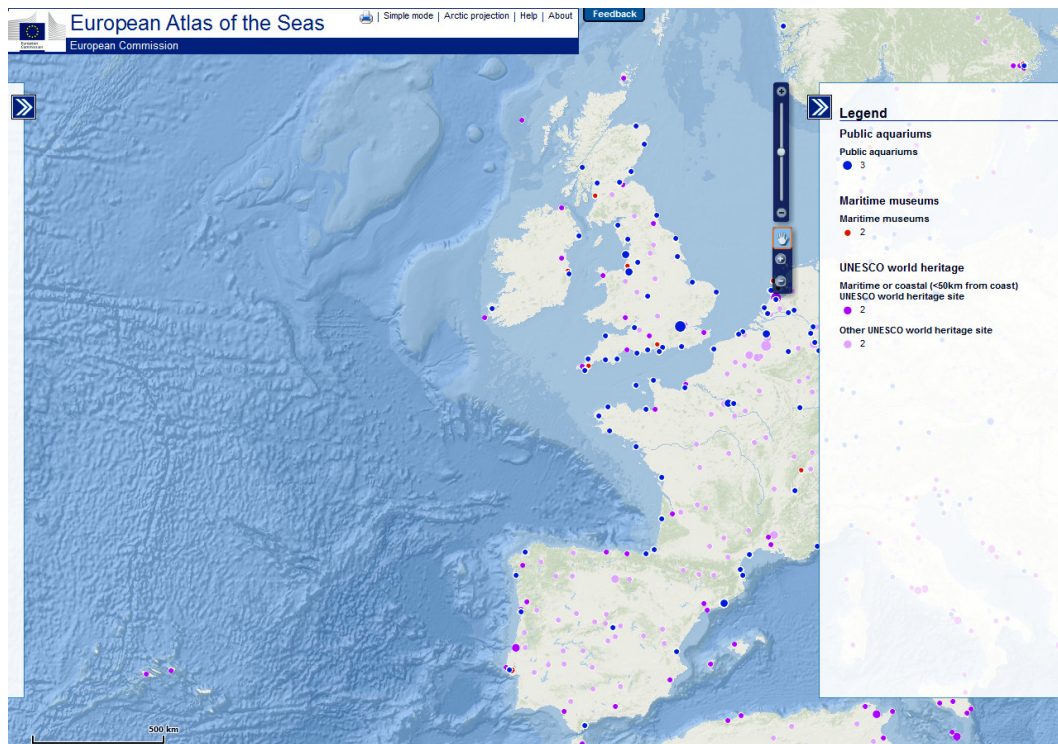 European Atlas of the Seas
European Commission
European Commission
Simple mode | Arctic projection | Help | About
Feedback
Legend
Public aquariums
Public aquariums
3
Maritime museums
Maritime museums
2
UNESCO world heritage
Maritime or coastal (<50km from coast)
UNESCO world heritage site
2
Other UNESCO world heritage site
2
500 km